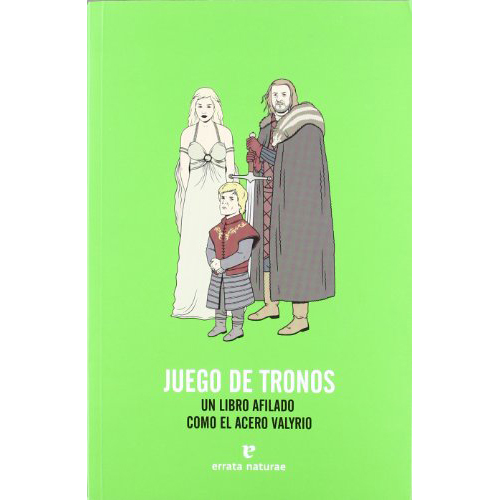 JUEGO DE TRONOS
UN LIBRO AFILADO
COMO EL ACERO VALYRIO
e
errata naturae